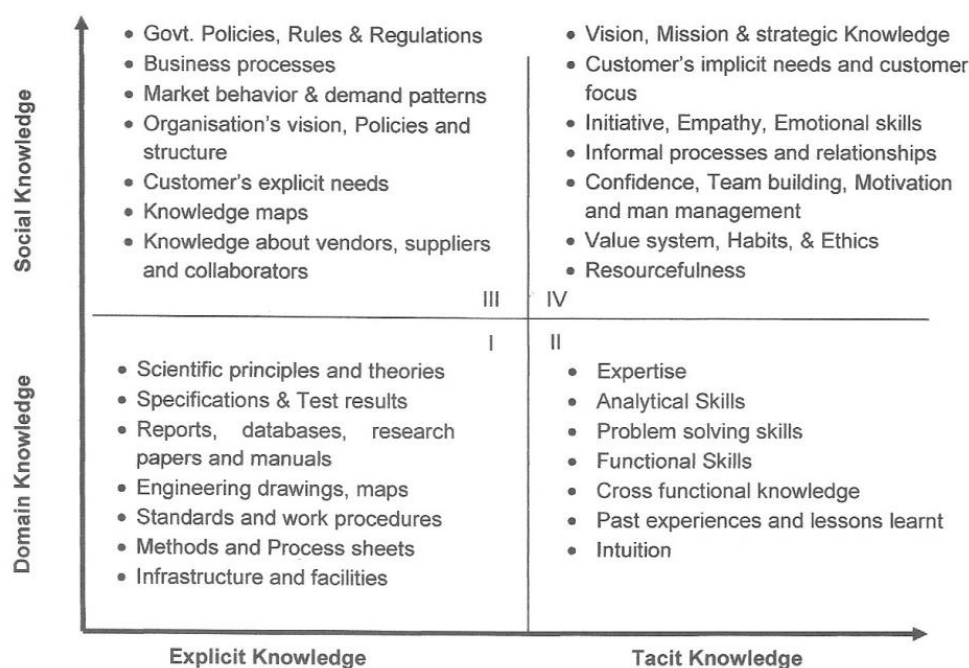 Social Knowledge
• Govt. Policies, Rules & Regulations
• Business processes
• Market behavior & demand patterns
• Organisation's vision, Policies and
structure
• Customer's explicit needs
• Knowledge maps
• Knowledge about vendors, suppliers
and collaborators
III
• Vision, Mission & strategic Knowledge
• Customer's implicit needs and customer
focus
• Initiative, Empathy, Emotional skills
• Informal processes and relationships
• Confidence, Team building, Motivation
and man management
• Value system, Habits, & Ethics
• Resourcefulness
IV
Domain Knowledge
I
• Scientific principles and theories
• Specifications & Test results
• Reports, databases, research
papers and manuals
• Engineering drawings, maps
• Standards and work procedures
• Methods and Process sheets
• Infrastructure and facilities
II
• Expertise
• Analytical Skills
• Problem solving skills
• Functional Skills
• Cross functional knowledge
• Past experiences and lessons learnt
• Intuition
Explicit Knowledge
Tacit Knowledge